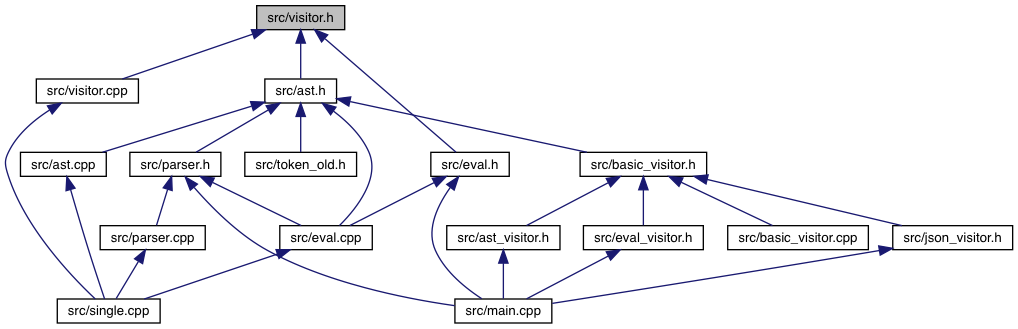 src/visitor.h
src/visitor.cpp
src/ast.h
src/ast.cpp
src/parser.h
src/token_old.h
src/eval.h
src/basic_visitor.h
src/parser.cpp
src/eval.cpp
src/ast_visitor.h
src/eval_visitor.h
src/basic_visitor.cpp
src/json_visitor.h
src/single.cpp
src/main.cpp